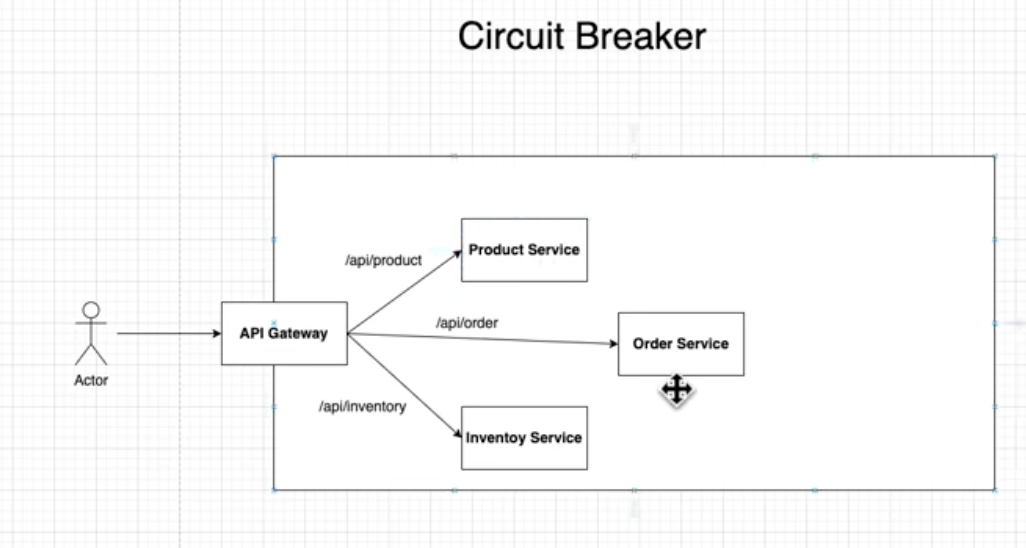 Circuit Breaker
Product Service
/api/product
/api/order
API Gateway
Order Service
Actor
/api/inventory
Inventoy Service